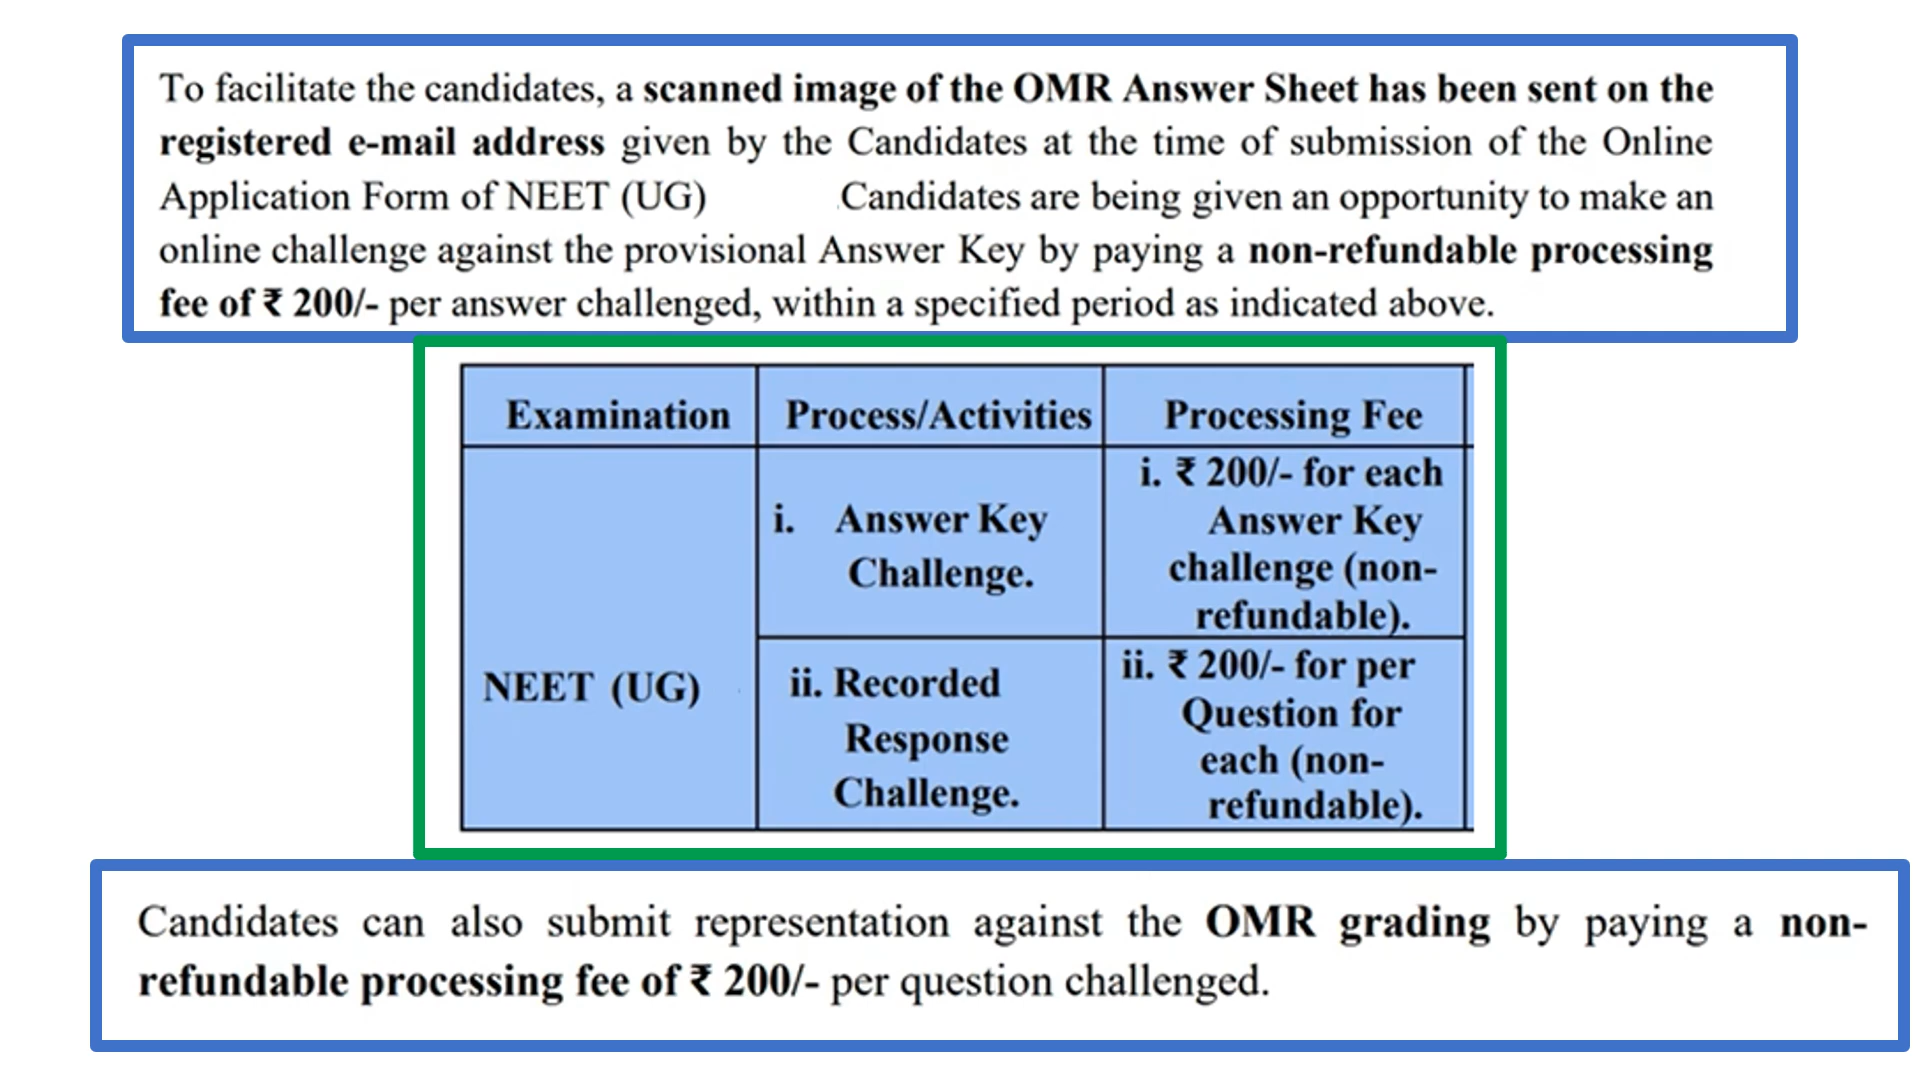 To facilitate the candidates, a scanned image of the OMR Answer Sheet has been sent on the
registered e-mail address given by the Candidates at the time of submission of the Online
Application Form of NEET (UG) Candidates are being given an opportunity to make an
online challenge against the provisional Answer Key by paying a non-refundable processing
fee of ₹ 200/- per answer challenged, within a specified period as indicated above.
Examination Process/Activities Processing Fee
NEET (UG)
i. Answer Key
Challenge.
i. ₹ 200/- for each
Answer Key
challenge (non-
refundable).
ii. Recorded
Response
Challenge.
ii. ₹ 200/- for per
Question for
each (non-
refundable).
Candidates can also submit representation against the OMR grading by paying a non-
refundable processing fee of ₹ 200/- per question challenged.